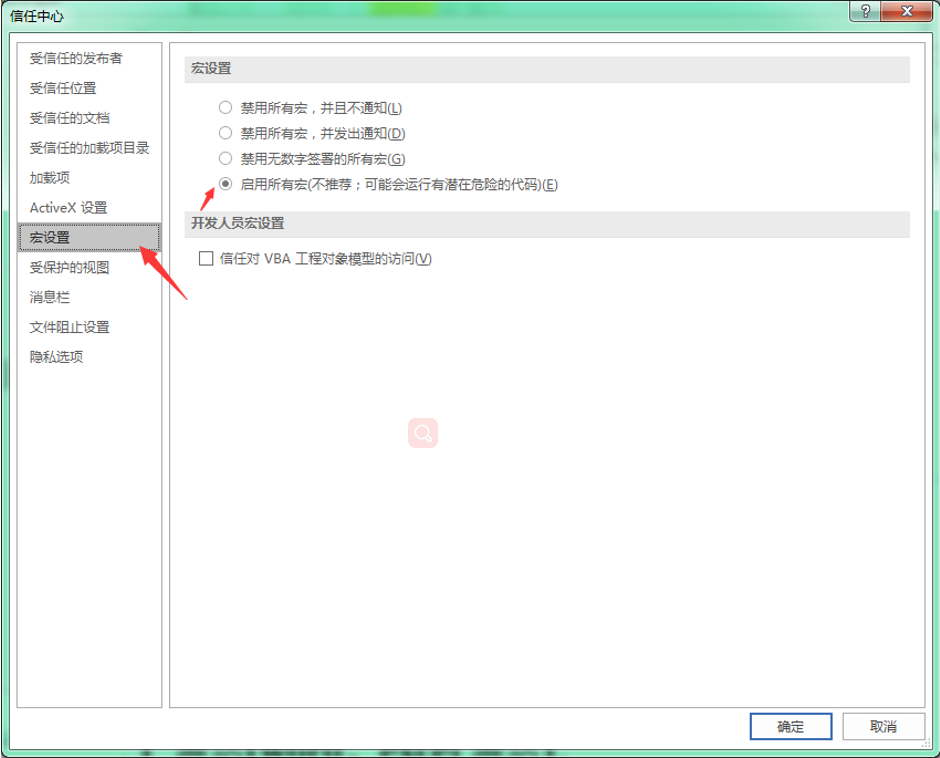 信任中心
受信任的发布者
受信任位置
受信任的文档
受信任的加载项目录
加载项
ActiveX 设置
宏设置
受保护的视图
消息栏
文件阻止设置
隐私选项
宏设置
禁用所有宏，并且不通知(L)
禁用所有宏，并发出通知(D)
禁用无数字签署的所有宏(G)
启用所有宏(不推荐；可能会运行有潜在危险的代码)(E)
开发人员宏设置
信任对 VBA 工程对象模型的访问(V)
确定
取消